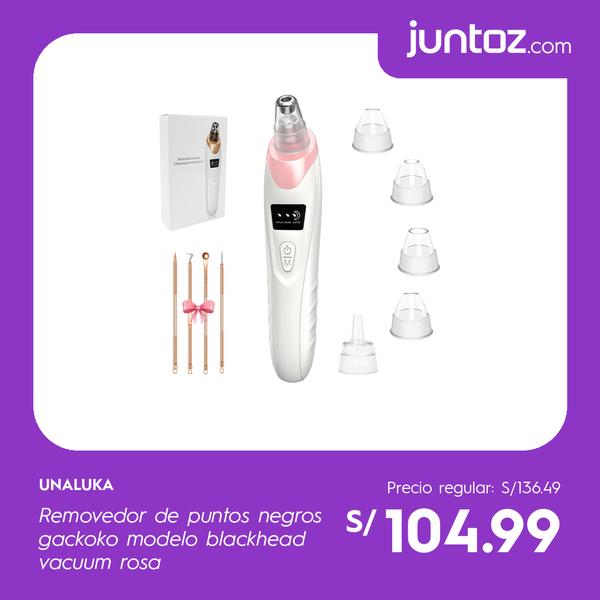 juntoz.com
M
UNALUKA
Removedor de puntos negros
gackoko modelo blackhead
vacuum rosa
Precio regular: S/136.49
S/104.99